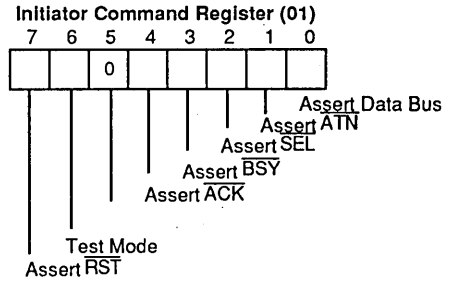 Initiator Command Register (01)
7 6 5 4 3 2 1 0
0
Assert Data Bus
Assert ATN
Assert SEL
Assert BSY
Assert ACK
Test Mode
Assert RST